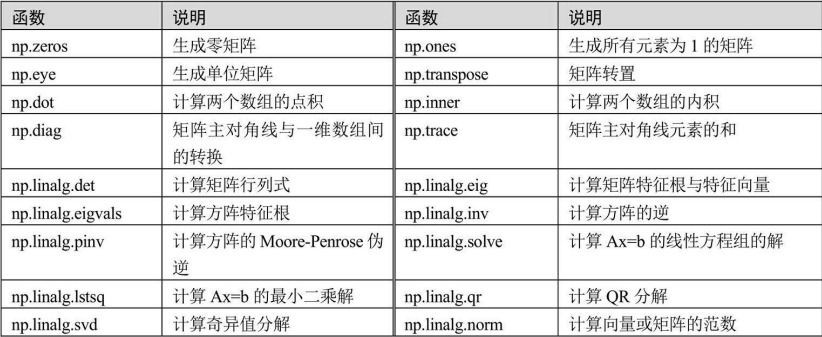 函数 说明 函数 说明
np.zeros 生成零矩阵 np.ones 生成所有元素为 1 的矩阵
np.eye 生成单位矩阵 np.transpose 矩阵转置
np.dot 计算两个数组的点积 np.inner 计算两个数组的内积
np.diag 矩阵主对角线与一维数组间 np.trace 矩阵主对角线元素的和
的转换
np.linalg.det 计算矩阵行列式 np.linalg.eig 计算矩阵特征根与特征向量
np.linalg.eigvals 计算方阵特征根 np.linalg.inv 计算方阵的逆
np.linalg.pinv 计算方阵的 Moore-Penrose 伪 np.linalg.solve 计算 Ax=b 的线性方程组的解
逆
np.linalg.lstsq 计算 Ax=b 的最小二乘解 np.linalg.qr 计算 QR 分解
np.linalg.svd 计算奇异值分解 np.linalg.norm 计算向量或矩阵的范数